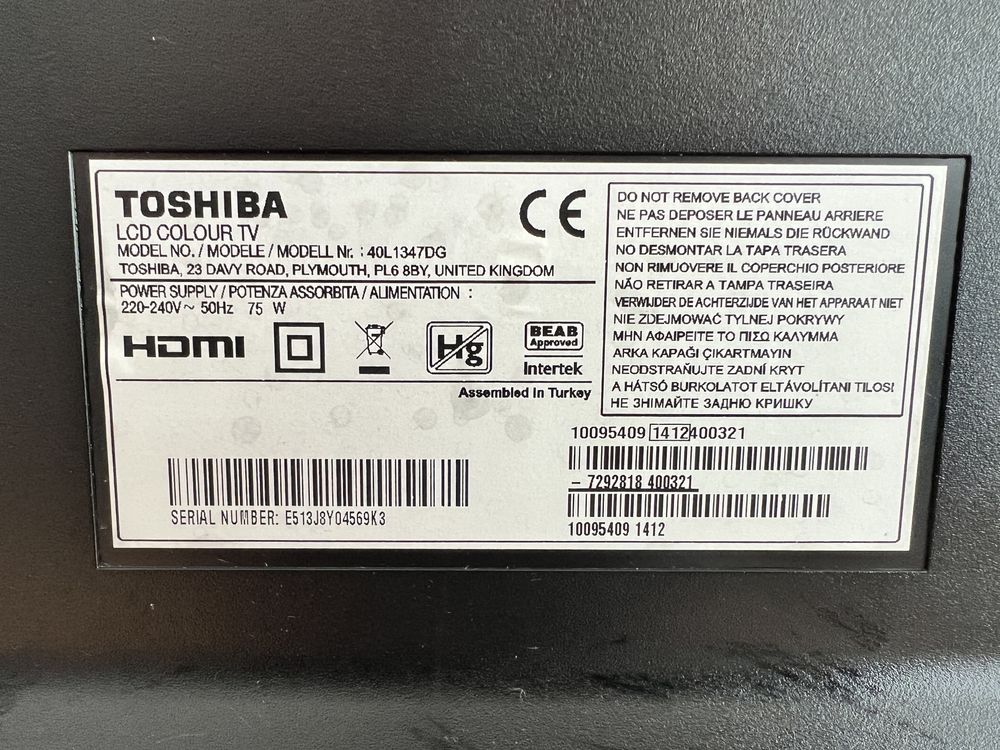 TOSHIBA
LCD COLOUR TV
MODEL NO. / MODELE / MODELL Nr. : 40L1347DG
TOSHIBA, 23 DAVY ROAD, PLYMOUTH, PL6 8BY, UNITED KINGDOM
POWER SUPPLY / POTENZA ASSORBITA / ALIMENTATION :
220-240V~ 50Hz 75 W
HDMI
Hg
BEAB
Approved
Intertek
Assembled in Turkey
CE
DO NOT REMOVE BACK COVER
NE PAS DEPOSER LE PANNEAU ARRIERE
ENTFERNEN SIE NIEMALS DIE RÜCKWAND
NO DESMONTAR LA TAPA TRASERA
NON RIMUOVERE IL COPERCHIO POSTERIORE
NÃO RETIRAR A TAMPA TRASEIRA
VERWIJDER DE ACHTERZIJDE VAN HET APPARAAT NIET
NIE ZDEJMOWAĆ TYLNEJ POKRYWY
ΜΗΝ ΑΦΑΙΡΕΙΤΕ ΤΟ ΠΙΣΩ ΚΑΛΥΜΜΑ
ARKA KAPAĞI ÇIKARTMAYIN
NEODSTRAŇUJTE ZADNÍ KRYT
A HÁTSÓ BURKOLATOT ELTÁVOLÍTANI TILOS!
НЕ ЗНІМАЙТЕ ЗАДНЮ КРИШКУ
10095409 1412 400321
- 7292818 400321
10095409 1412
SERIAL NUMBER: E513J8Y04569K3